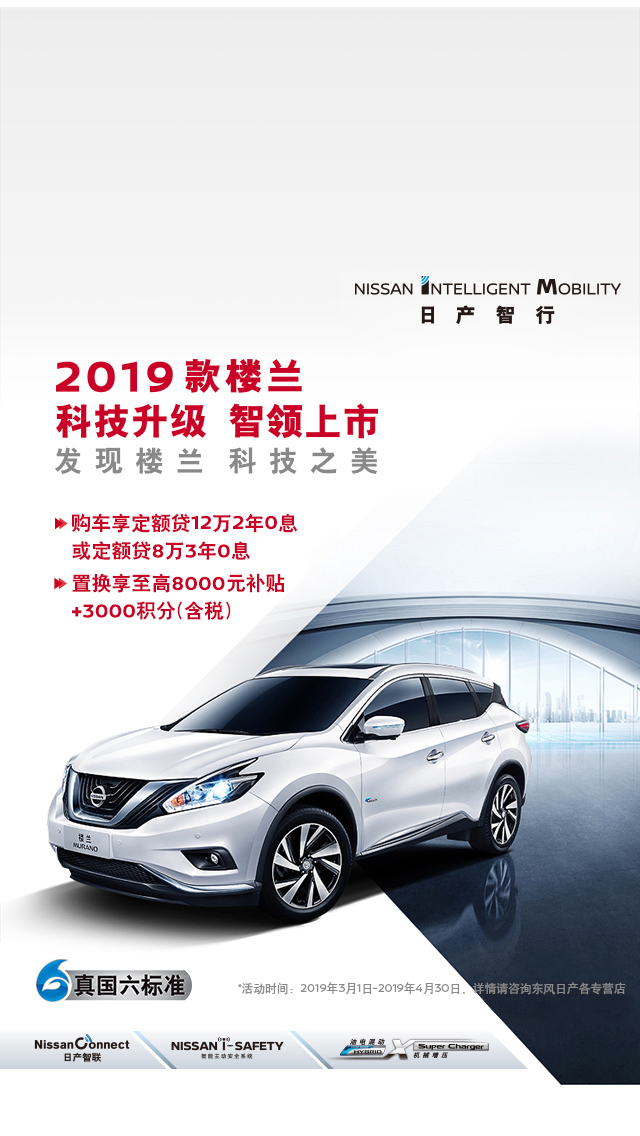 NISSAN INTELLIGENT MOBILITY
日产智行
2019款楼兰
科技升级 智领上市
发现楼兰 科技之美
购车享定额贷12万2年0息
或定额贷8万3年0息
置换享至高8000元补贴
+3000积分(含税)
NISSAN
楼兰
MURANO
真国六标准
*活动时间：2019年3月1日-2019年4月30日，详情请咨询东风日产各专营店
NissanConnect
日产智联
NISSAN i-SAFETY
智能主动安全系统
油电混动
HYBRID X Super Charger
机械增压